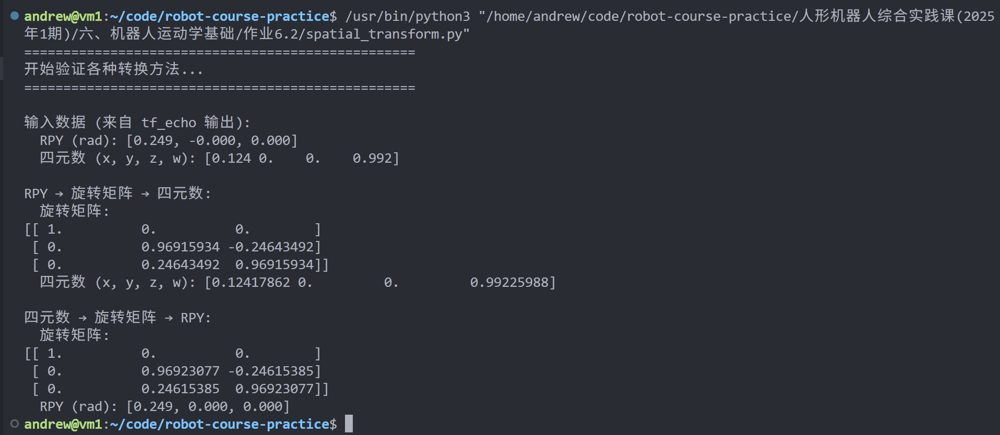 andrew@vm1:~/code/robot-course-practice$ /usr/bin/python3 "/home/andrew/code/robot-course-practice/人形机器人综合实践课(2025
年1期)/六、机器人运动学基础/作业6.2/spatial_transform.py"
==================================================
开始验证各种转换方法...
==================================================
输入数据 (来自 tf_echo 输出):
  RPY (rad): [0.249, -0.000, 0.000]
  四元数 (x, y, z, w): [0.124 0.    0.    0.992]
RPY → 旋转矩阵 → 四元数:
  旋转矩阵:
[[ 1.          0.          0.        ]
 [ 0.          0.96915934 -0.24643492]
 [ 0.          0.24643492  0.96915934]]
  四元数 (x, y, z, w): [0.12417862 0.         0.         0.99225988]
四元数 → 旋转矩阵 → RPY:
  旋转矩阵:
[[ 1.          0.          0.        ]
 [ 0.          0.96923077 -0.24615385]
 [ 0.          0.24615385  0.96923077]]
  RPY (rad): [0.249, 0.000, 0.000]
andrew@vm1:~/code/robot-course-practice$